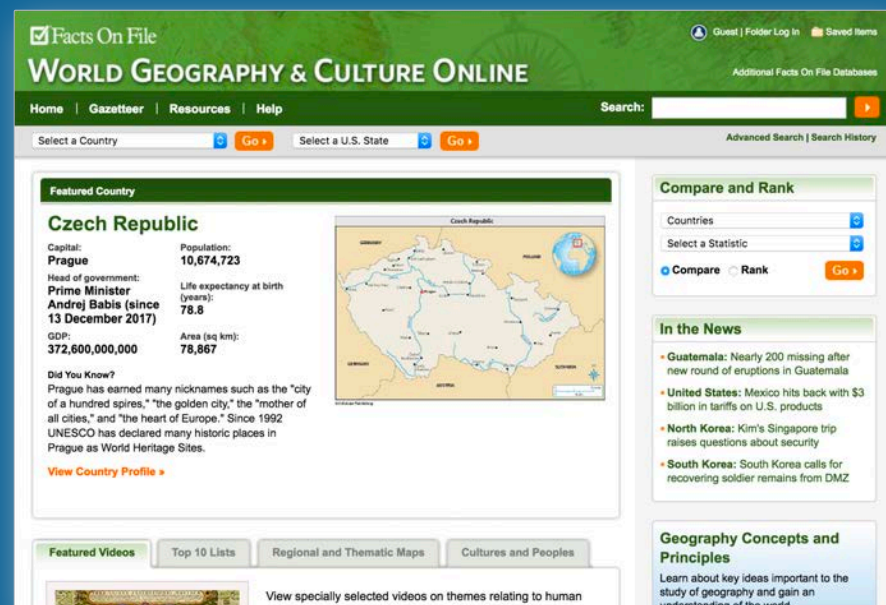 Facts On File
WORLD GEOGRAPHY & CULTURE ONLINE
Guest | Folder Log In
Saved Items
Additional Facts On File Databases
Home | Gazetteer | Resources | Help
Search:
Select a Country
Go
Select a U.S. State
Go
Advanced Search | Search History
Featured Country
Czech Republic
Capital:
Prague
Head of government:
Prime Minister
Andrej Babis (since
13 December 2017)
GDP:
372,600,000,000
Population:
10,674,723
Life expectancy at birth
(years):
78.8
Area (sq km):
78,867
Did You Know?
Prague has earned many nicknames such as the "city
of a hundred spires," "the golden city," the "mother of
all cities," and "the heart of Europe." Since 1992
UNESCO has declared many historic places in
Prague as World Heritage Sites.
View Country Profile »
Czech Republic
GERMANY
POLAND
Prague
GERMANY
SLOVAKIA
AUSTRIA
Compare and Rank
Countries
Select a Statistic
Compare
Rank
Go
In the News
Guatemala: Nearly 200 missing after
new round of eruptions in Guatemala
United States: Mexico hits back with $3
billion in tariffs on U.S. products
North Korea: Kim's Singapore trip
raises questions about security
South Korea: South Korea calls for
recovering soldier remains from DMZ
Featured Videos
Top 10 Lists
Regional and Thematic Maps
Cultures and Peoples
View specially selected videos on themes relating to human
Geography Concepts and
Principles
Learn about key ideas important to the
study of geography and gain an
understanding of the world